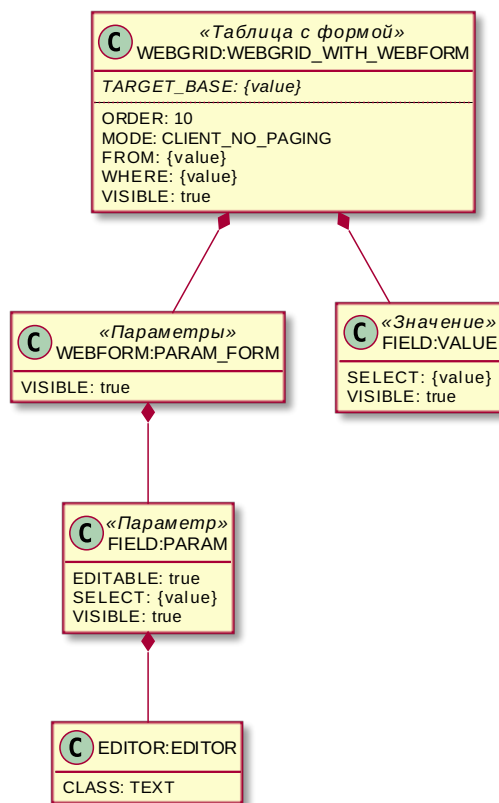 C
«Таблица с формой»
WEBGRID:WEBGRID_WITH_WEBFORM
TARGET_BASE: {value}
ORDER: 10
MODE: CLIENT_NO_PAGING
FROM: {value}
WHERE: {value}
VISIBLE: true
C
«Параметры»
WEBFORM:PARAM_FORM
VISIBLE: true
C
«Значение»
FIELD:VALUE
SELECT: {value}
VISIBLE: true
C
«Параметр»
FIELD:PARAM
EDITABLE: true
SELECT: {value}
VISIBLE: true
C
EDITOR:EDITOR
CLASS: TEXT